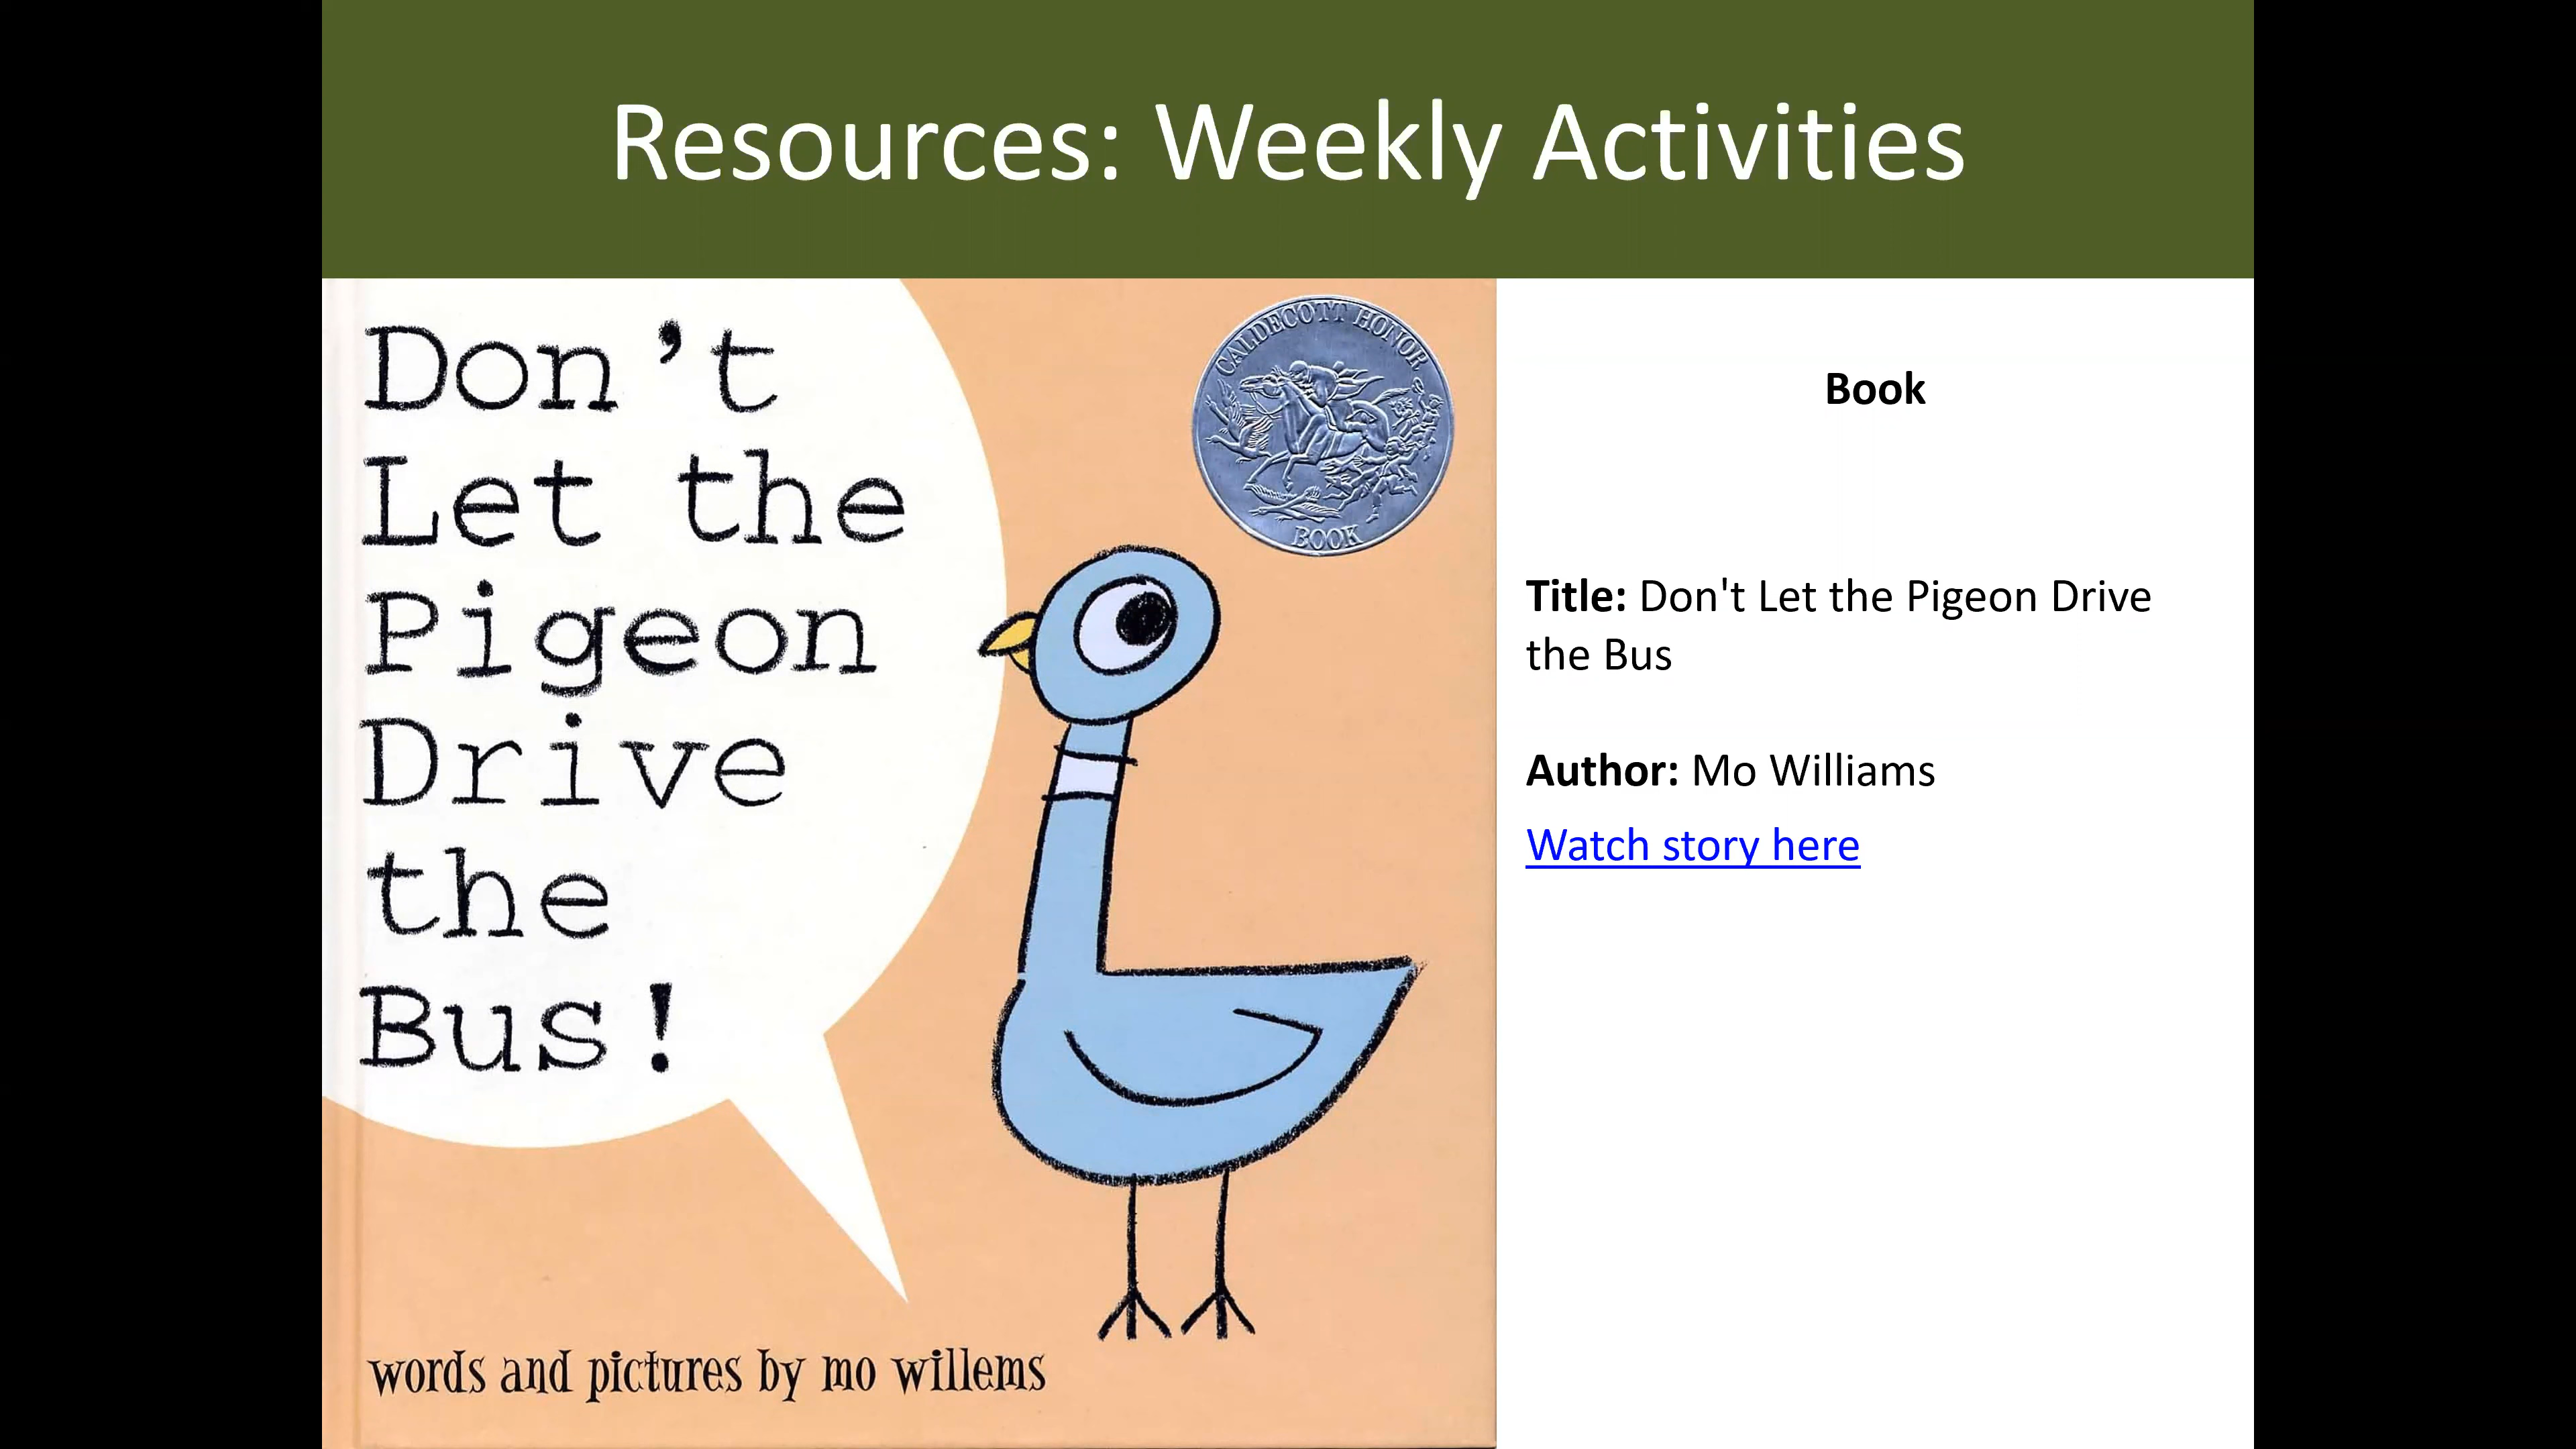 Resources: Weekly Activities
Don't
Let the
Pigeon
Drive
the
Bus!
words and pictures by mo willems
CALDECOTT HONOR
BOOK
Book
Title: Don't Let the Pigeon Drive
the Bus
Author: Mo Williams
Watch story here